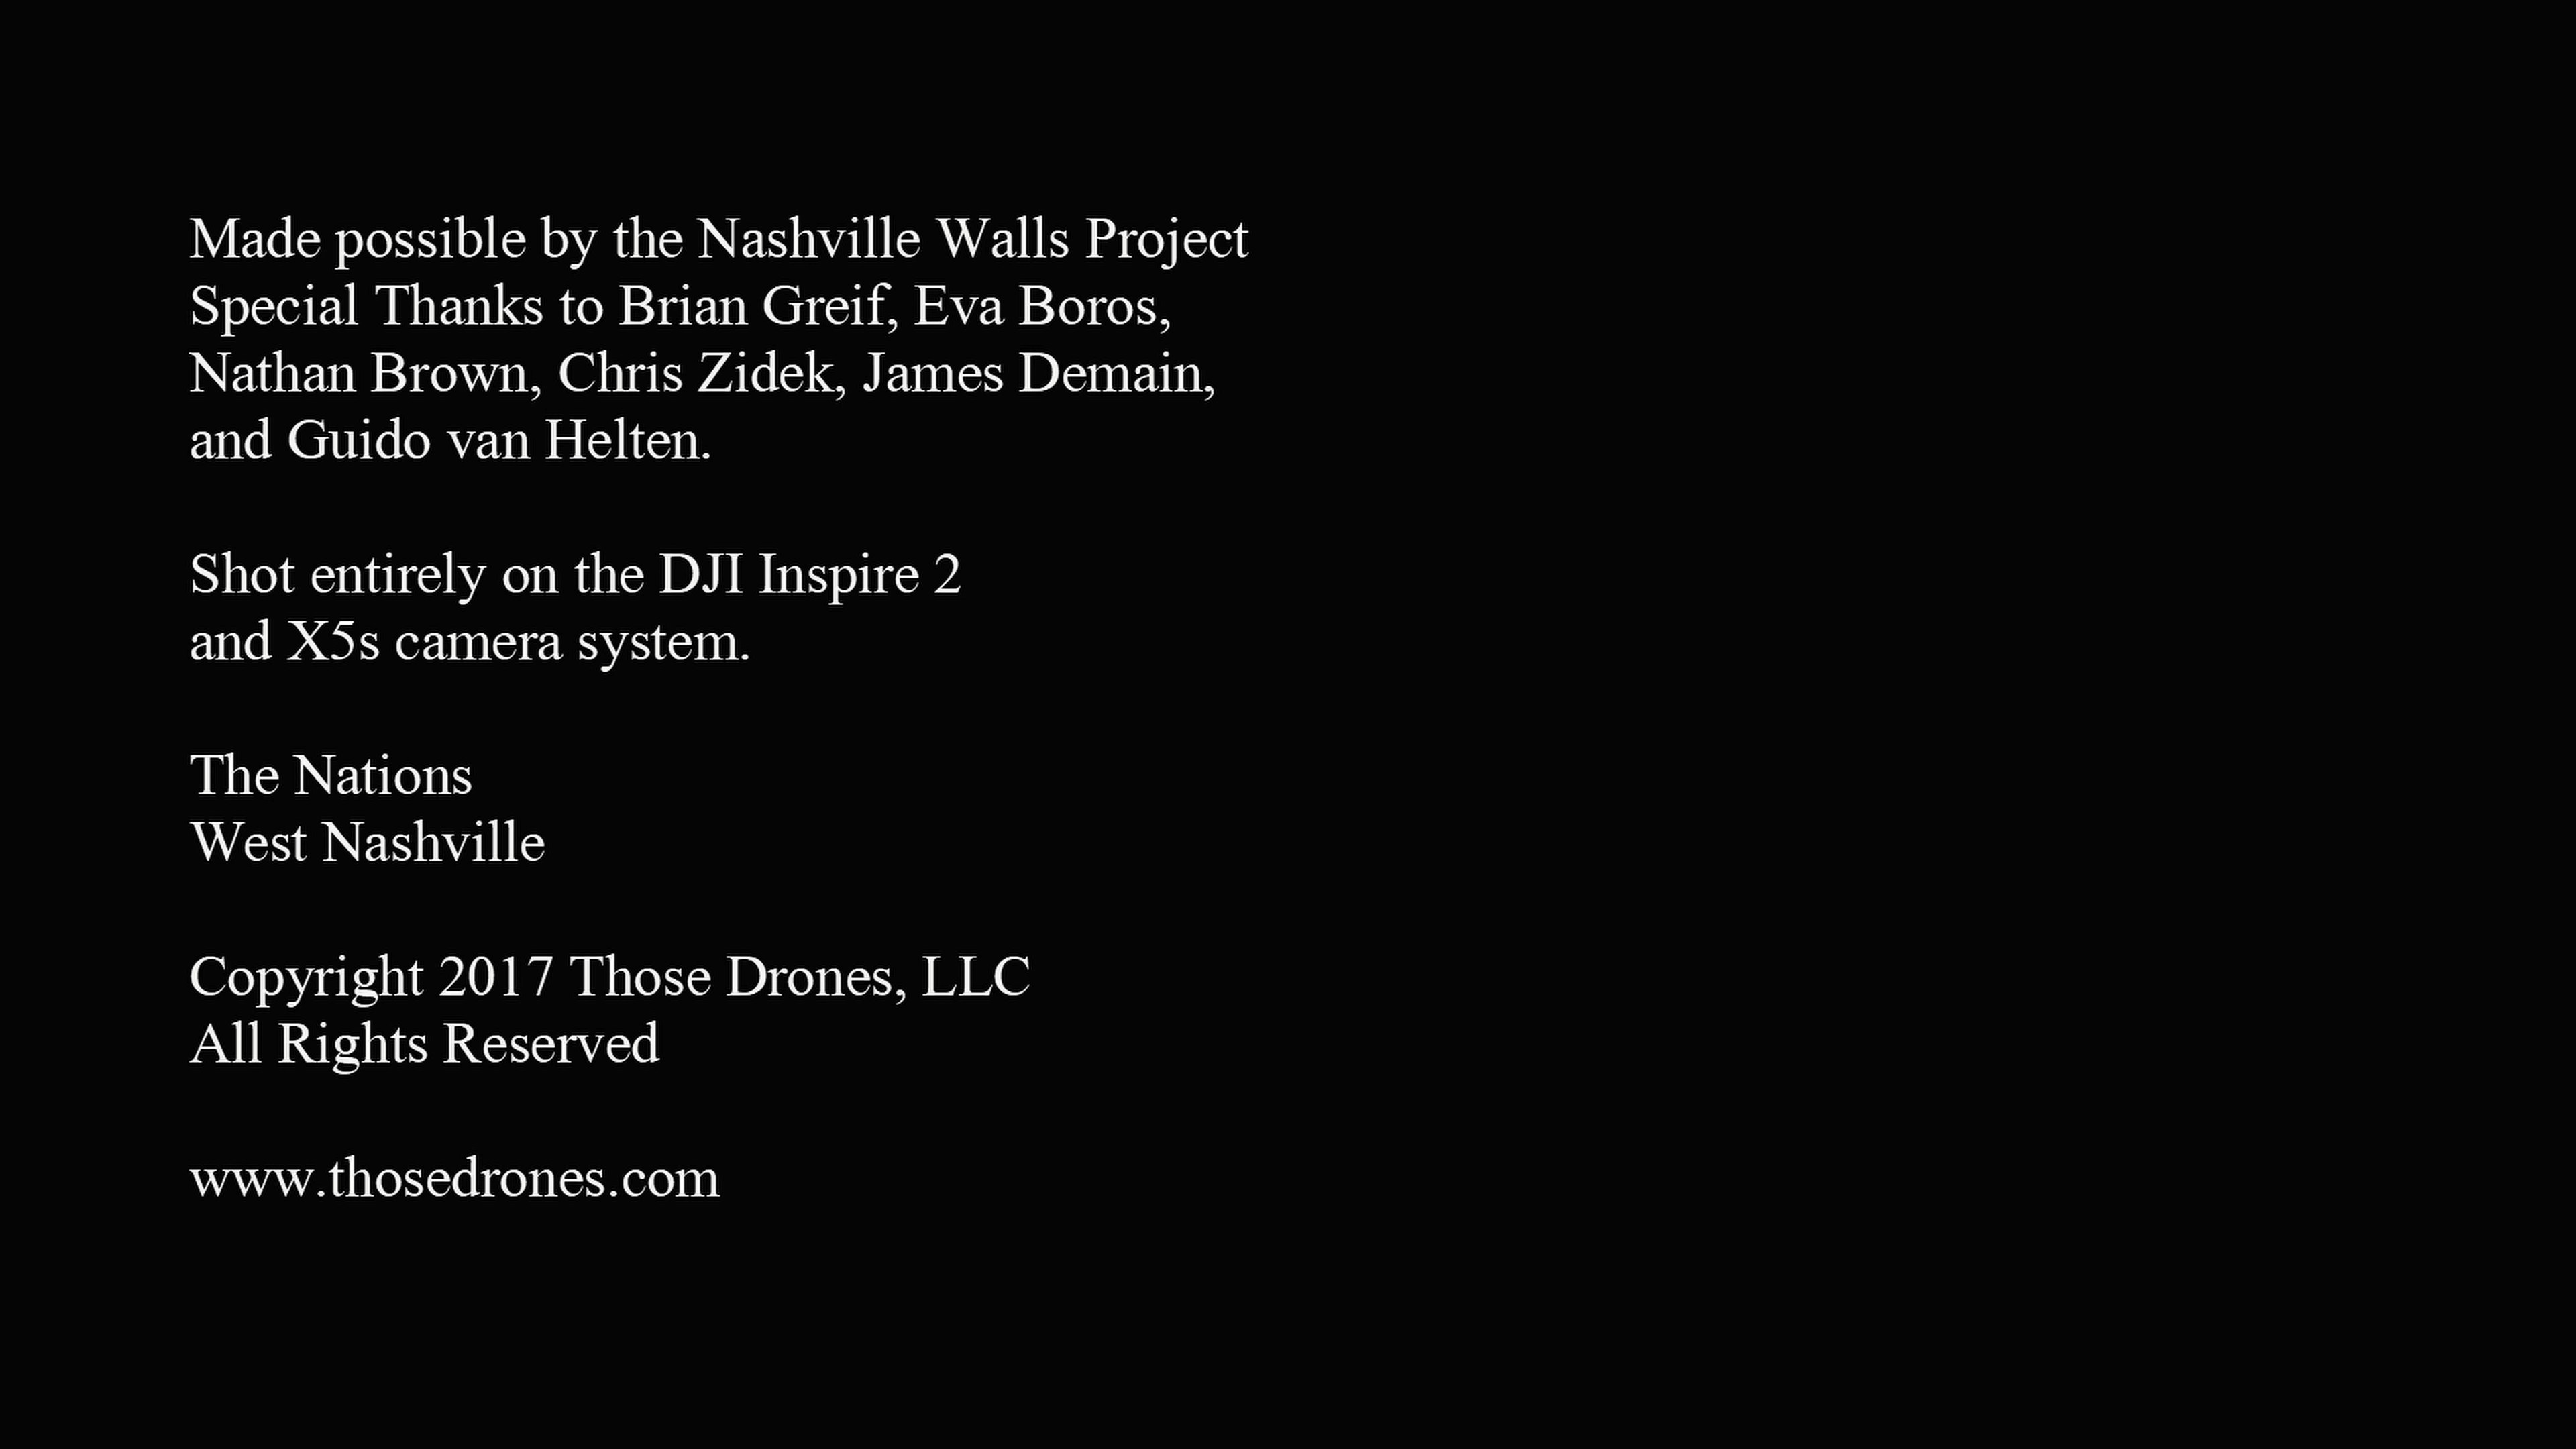 Made possible by the Nashville Walls Project
Special Thanks to Brian Greif, Eva Boros,
Nathan Brown, Chris Zidek, James Demain,
and Guido van Helten.
Shot entirely on the DJI Inspire 2
and X5s camera system.
The Nations
West Nashville
Copyright 2017 Those Drones, LLC
All Rights Reserved
www.thosedrones.com